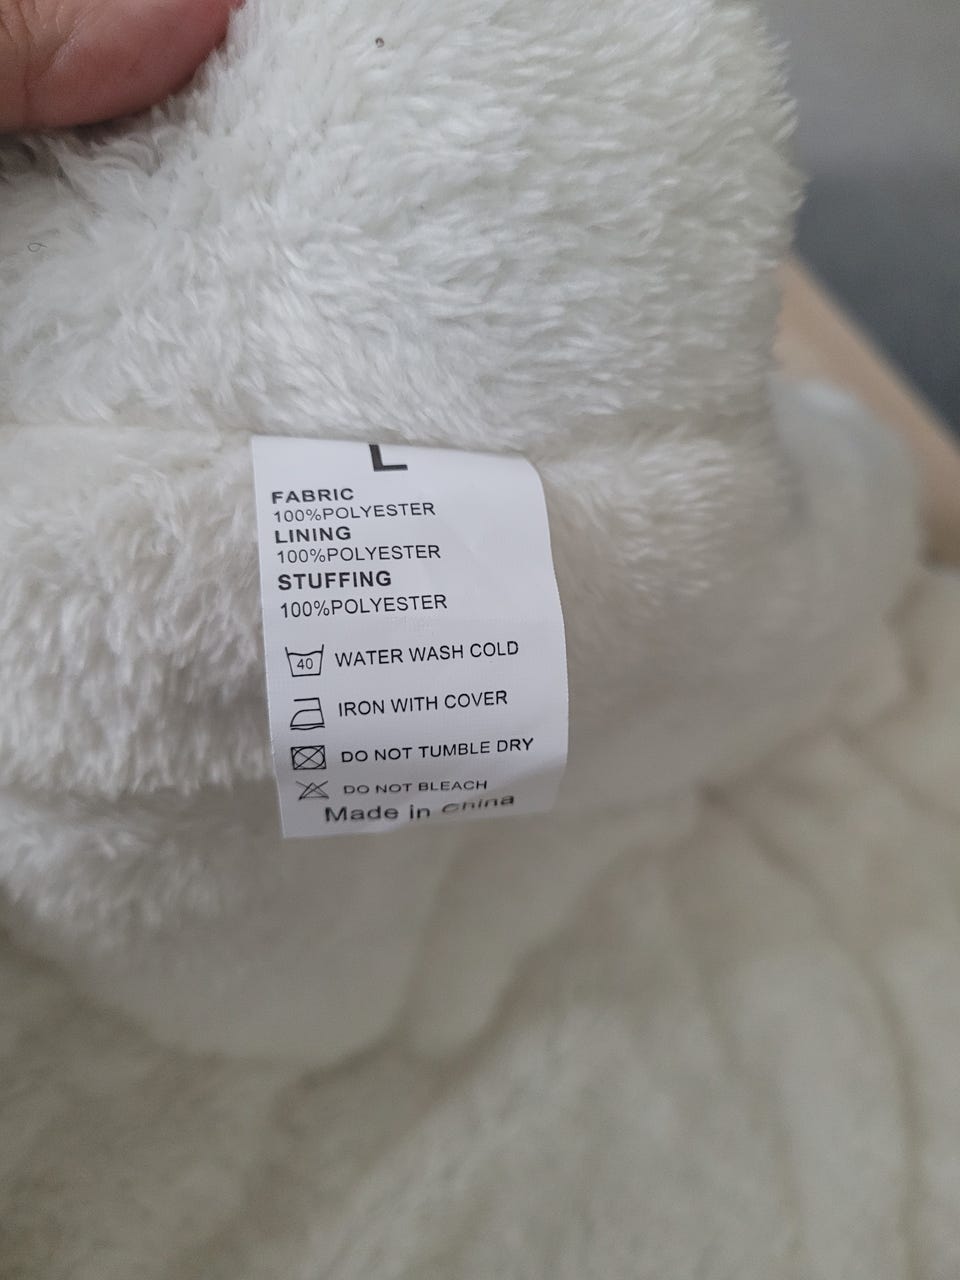 L
FABRIC
100%POLYESTER
LINING
100%POLYESTER
STUFFING
100%POLYESTER
40 WATER WASH COLD
IRON WITH COVER
DO NOT TUMBLE DRY
DO NOT BLEACH
Made in China